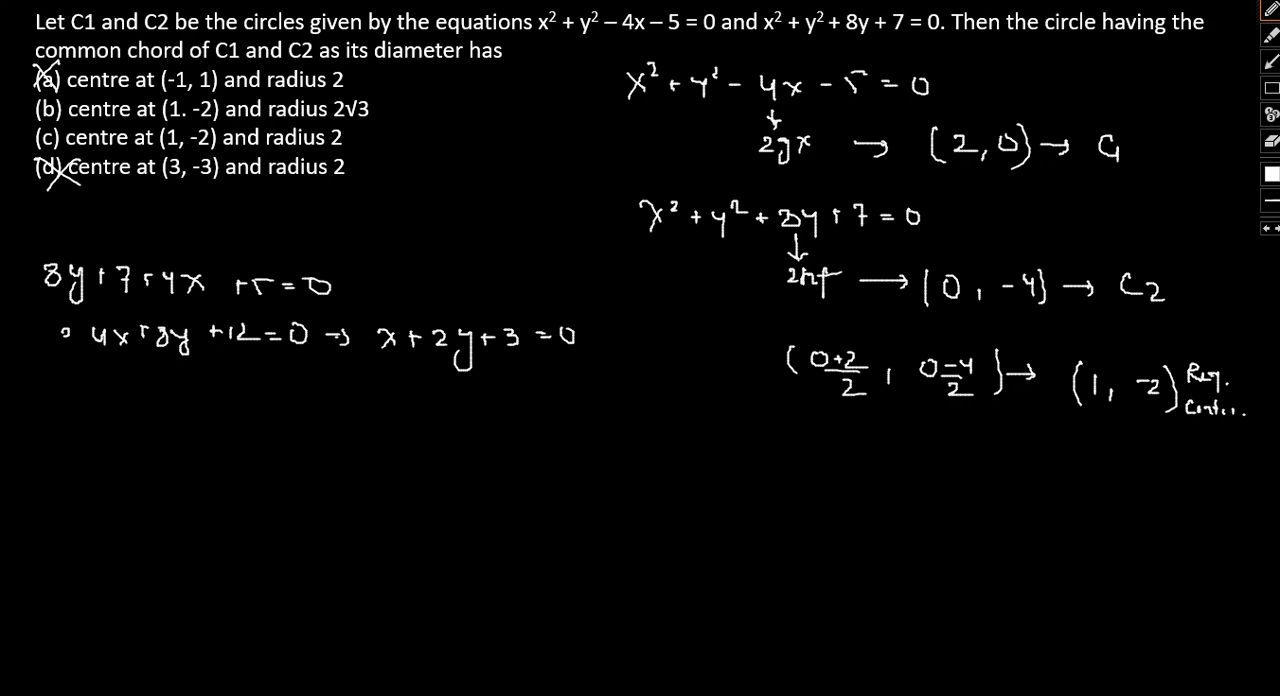 Let C1 and C2 be the circles given by the equations x² + y² – 4x – 5 = 0 and x² + y² + 8y + 7 = 0. Then the circle having the
common chord of C1 and C2 as its diameter has
(a) centre at (-1, 1) and radius 2
(b) centre at (1. -2) and radius 2√3
(c) centre at (1, -2) and radius 2
(d) centre at (3, -3) and radius 2
x² + y² - 4x - 5 = 0
2gx → (2, 0) → C1
x² + y² + 8y + 7 = 0
→ (0, -4) → C2
8y + 7 + 4x + 5 = 0
4x + 8y + 12 = 0 → x + 2y + 3 = 0
(0+2/2, 0-4/2) → (1, -2)